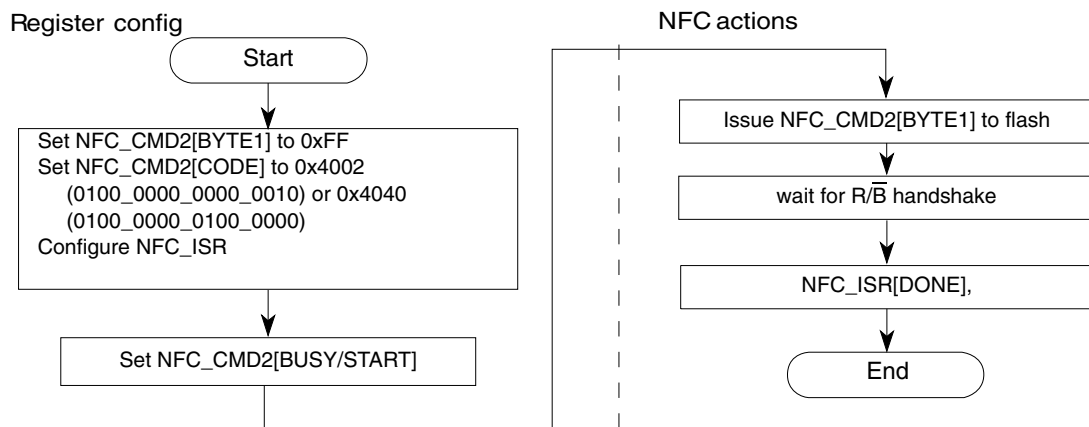 Register config
Start
Set NFC_CMD2[BYTE1] to 0xFF
Set NFC_CMD2[CODE] to 0x4002
(0100_0000_0000_0010) or 0x4040
(0100_0000_0100_0000)
Configure NFC_ISR
Set NFC_CMD2[BUSY/START]
NFC actions
Issue NFC_CMD2[BYTE1] to flash
wait for R/B̅ handshake
NFC_ISR[DONE],
End